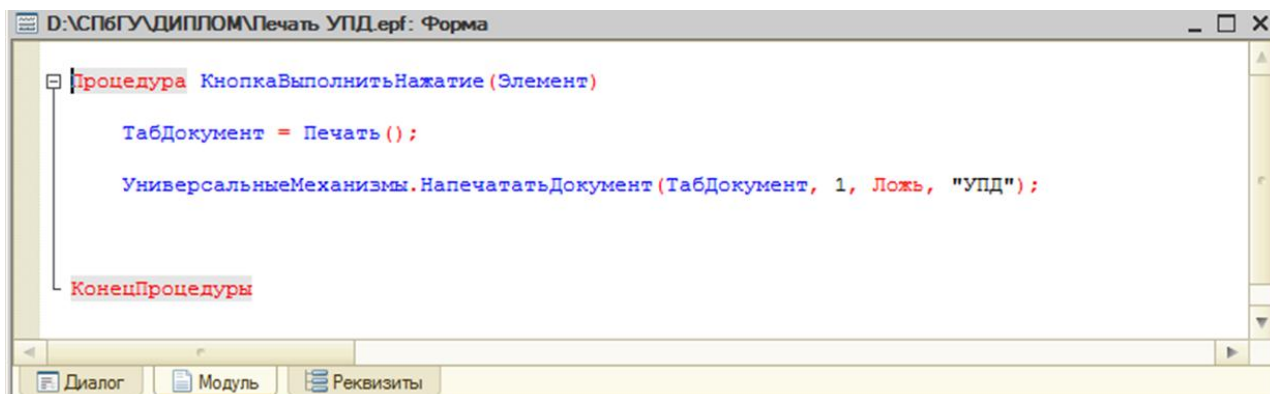 D:\СПбГУ\ДИПЛОМ\Печать УПД.epf: Форма
Процедура КнопкаВыполнитьНажатие(Элемент)
ТабДокумент = Печать();
УниверсальныеМеханизмы.НапечататьДокумент(ТабДокумент, 1, Ложь, "УПД");
КонецПроцедуры
Диалог Модуль Реквизиты